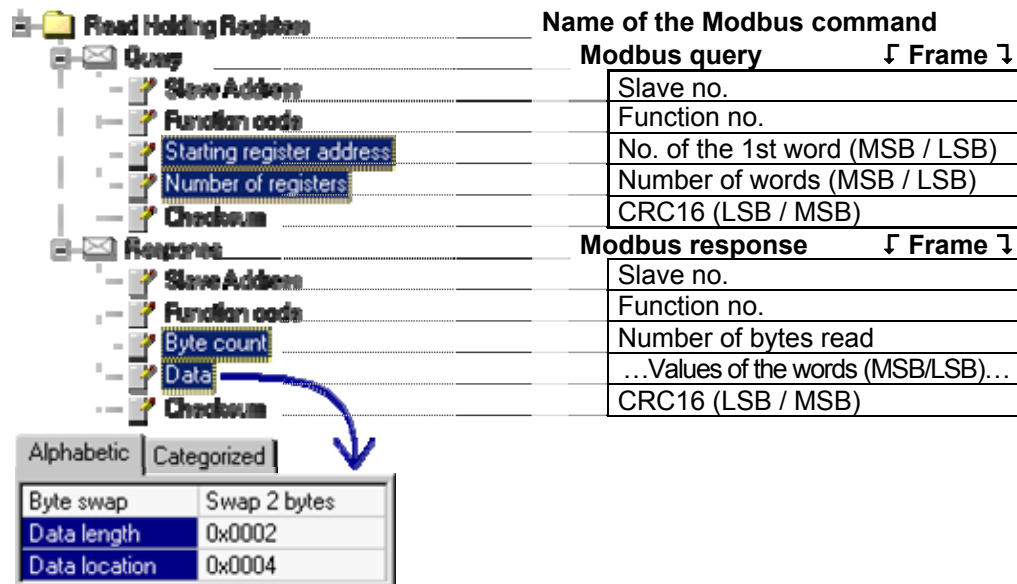 Read Holding Registers Name of the Modbus command
Query Modbus query Frame
Slave Address Slave no.
Function code Function no.
Starting register address No. of the 1st word (MSB / LSB)
Number of registers Number of words (MSB / LSB)
Checksum CRC16 (LSB / MSB)
Response Modbus response Frame
Slave Address Slave no.
Function code Function no.
Byte count Number of bytes read
Data …Values of the words (MSB/LSB)…
Checksum CRC16 (LSB / MSB)
Alphabetic Categorized
Byte swap Swap 2 bytes
Data length 0x0002
Data location 0x0004